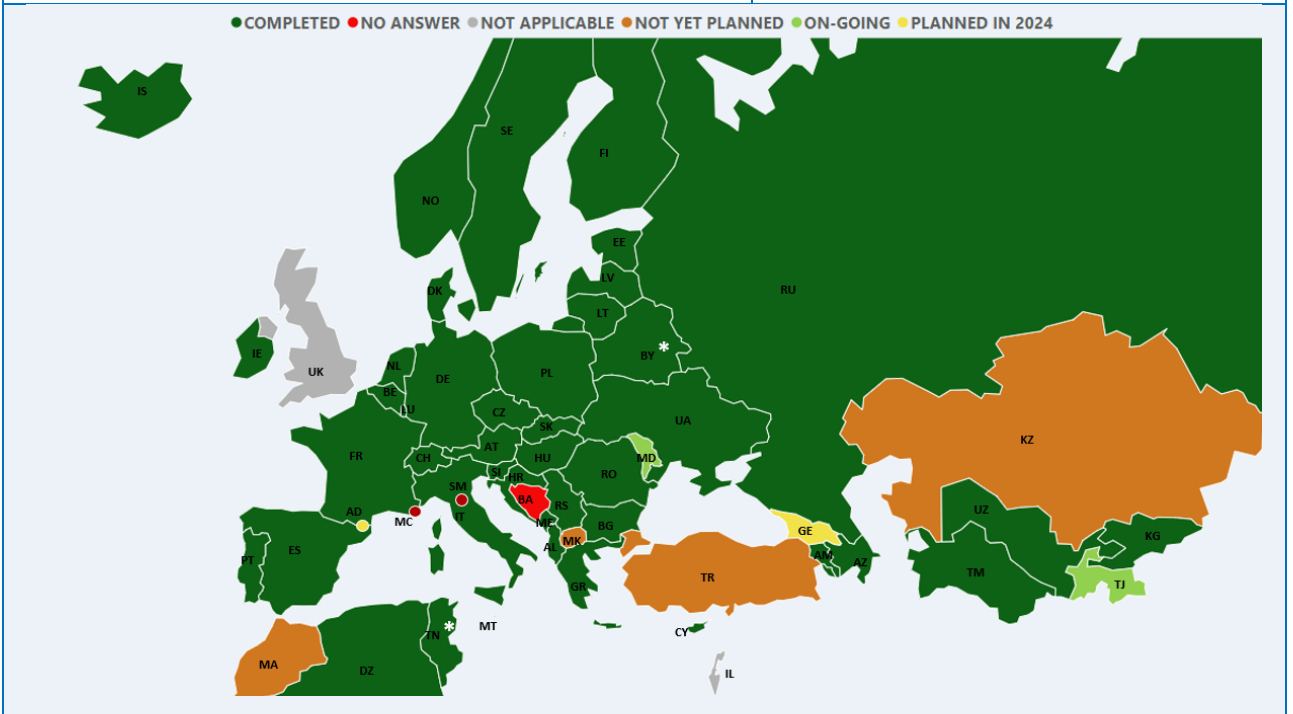 COMPLETED NO ANSWER NOT APPLICABLE NOT YET PLANNED ON-GOING PLANNED IN 2024
IS
SE
FI
NO
EE
LV
DK
RU
LT
IE
BY *
UK
NL
DE
PL
BE
LU
CZ
UA
SK
KZ
AT
FR
CH
HU
MD
RO
SI
HR
SM
BA
RS
AD
MC
IT
ME
BG
UZ
GE
KG
MK
AL
ES
PT
AM
AZ
TR
TM
TJ
GR
MT
TN *
CY
MA
DZ
IL